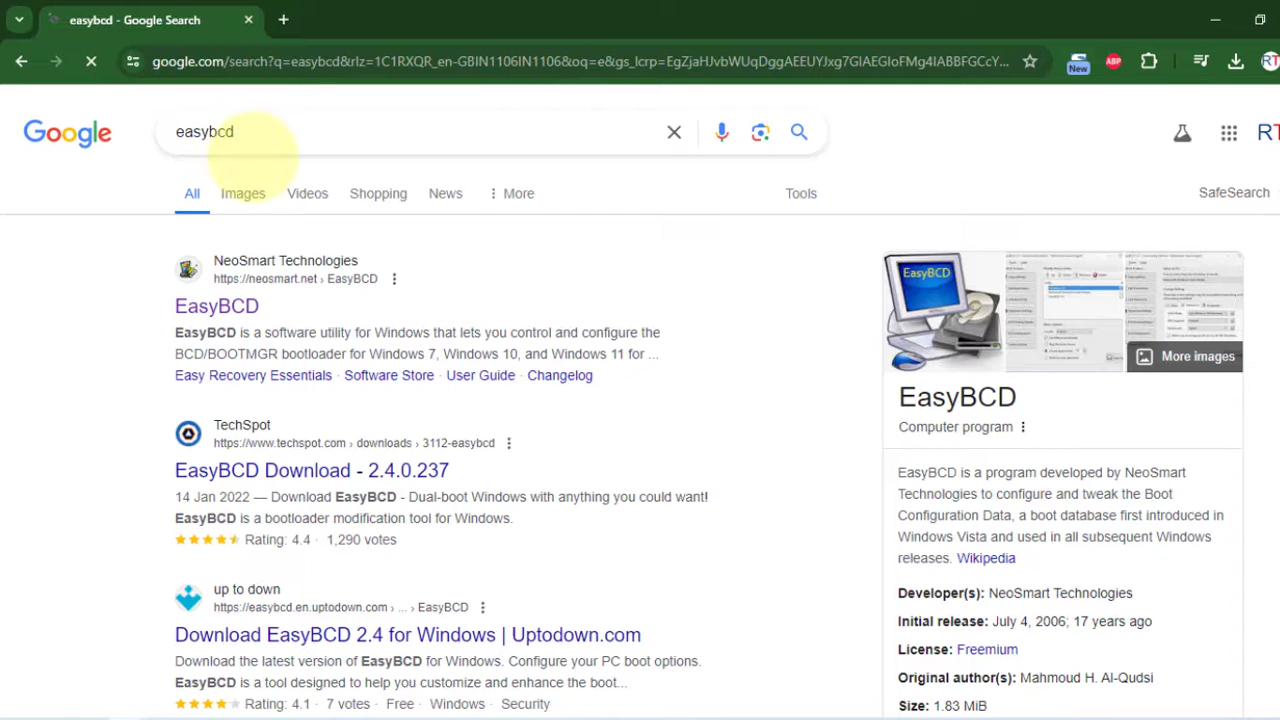 easybcd - Google Search
google.com/search?q=easybcd&rlz=1C1RXQR_en-GBIN1106IN1106&oq=e&gs_lcrp=EgZjaHJvbWUqDggAEEUYJxg7GIAEGIoFMg4IABBFGCcY...
New
ABP
RT
Google
easybcd
RT
All
Images
Videos
Shopping
News
More
Tools
SafeSearch
NeoSmart Technologies
https://neosmart.net › EasyBCD
EasyBCD
EasyBCD is a software utility for Windows that lets you control and configure the
BCD/BOOTMGR bootloader for Windows 7, Windows 10, and Windows 11 for ...
Easy Recovery Essentials · Software Store · User Guide · Changelog
TechSpot
https://www.techspot.com › downloads › 3112-easybcd
EasyBCD Download - 2.4.0.237
14 Jan 2022 — Download EasyBCD - Dual-boot Windows with anything you could want!
EasyBCD is a bootloader modification tool for Windows.
Rating: 4.4 · 1,290 votes
up to down
https://easybcd.en.uptodown.com › ... › EasyBCD
Download EasyBCD 2.4 for Windows | Uptodown.com
Download the latest version of EasyBCD for Windows. Configure your PC boot options.
EasyBCD is a tool designed to help you customize and enhance the boot...
Rating: 4.1 · 7 votes · Free · Windows · Security
EasyBCD
More images
EasyBCD
Computer program
EasyBCD is a program developed by NeoSmart
Technologies to configure and tweak the Boot
Configuration Data, a boot database first introduced in
Windows Vista and used in all subsequent Windows
releases. Wikipedia
Developer(s): NeoSmart Technologies
Initial release: July 4, 2006; 17 years ago
License: Freemium
Original author(s): Mahmoud H. Al-Qudsi
Size: 1.83 MiB